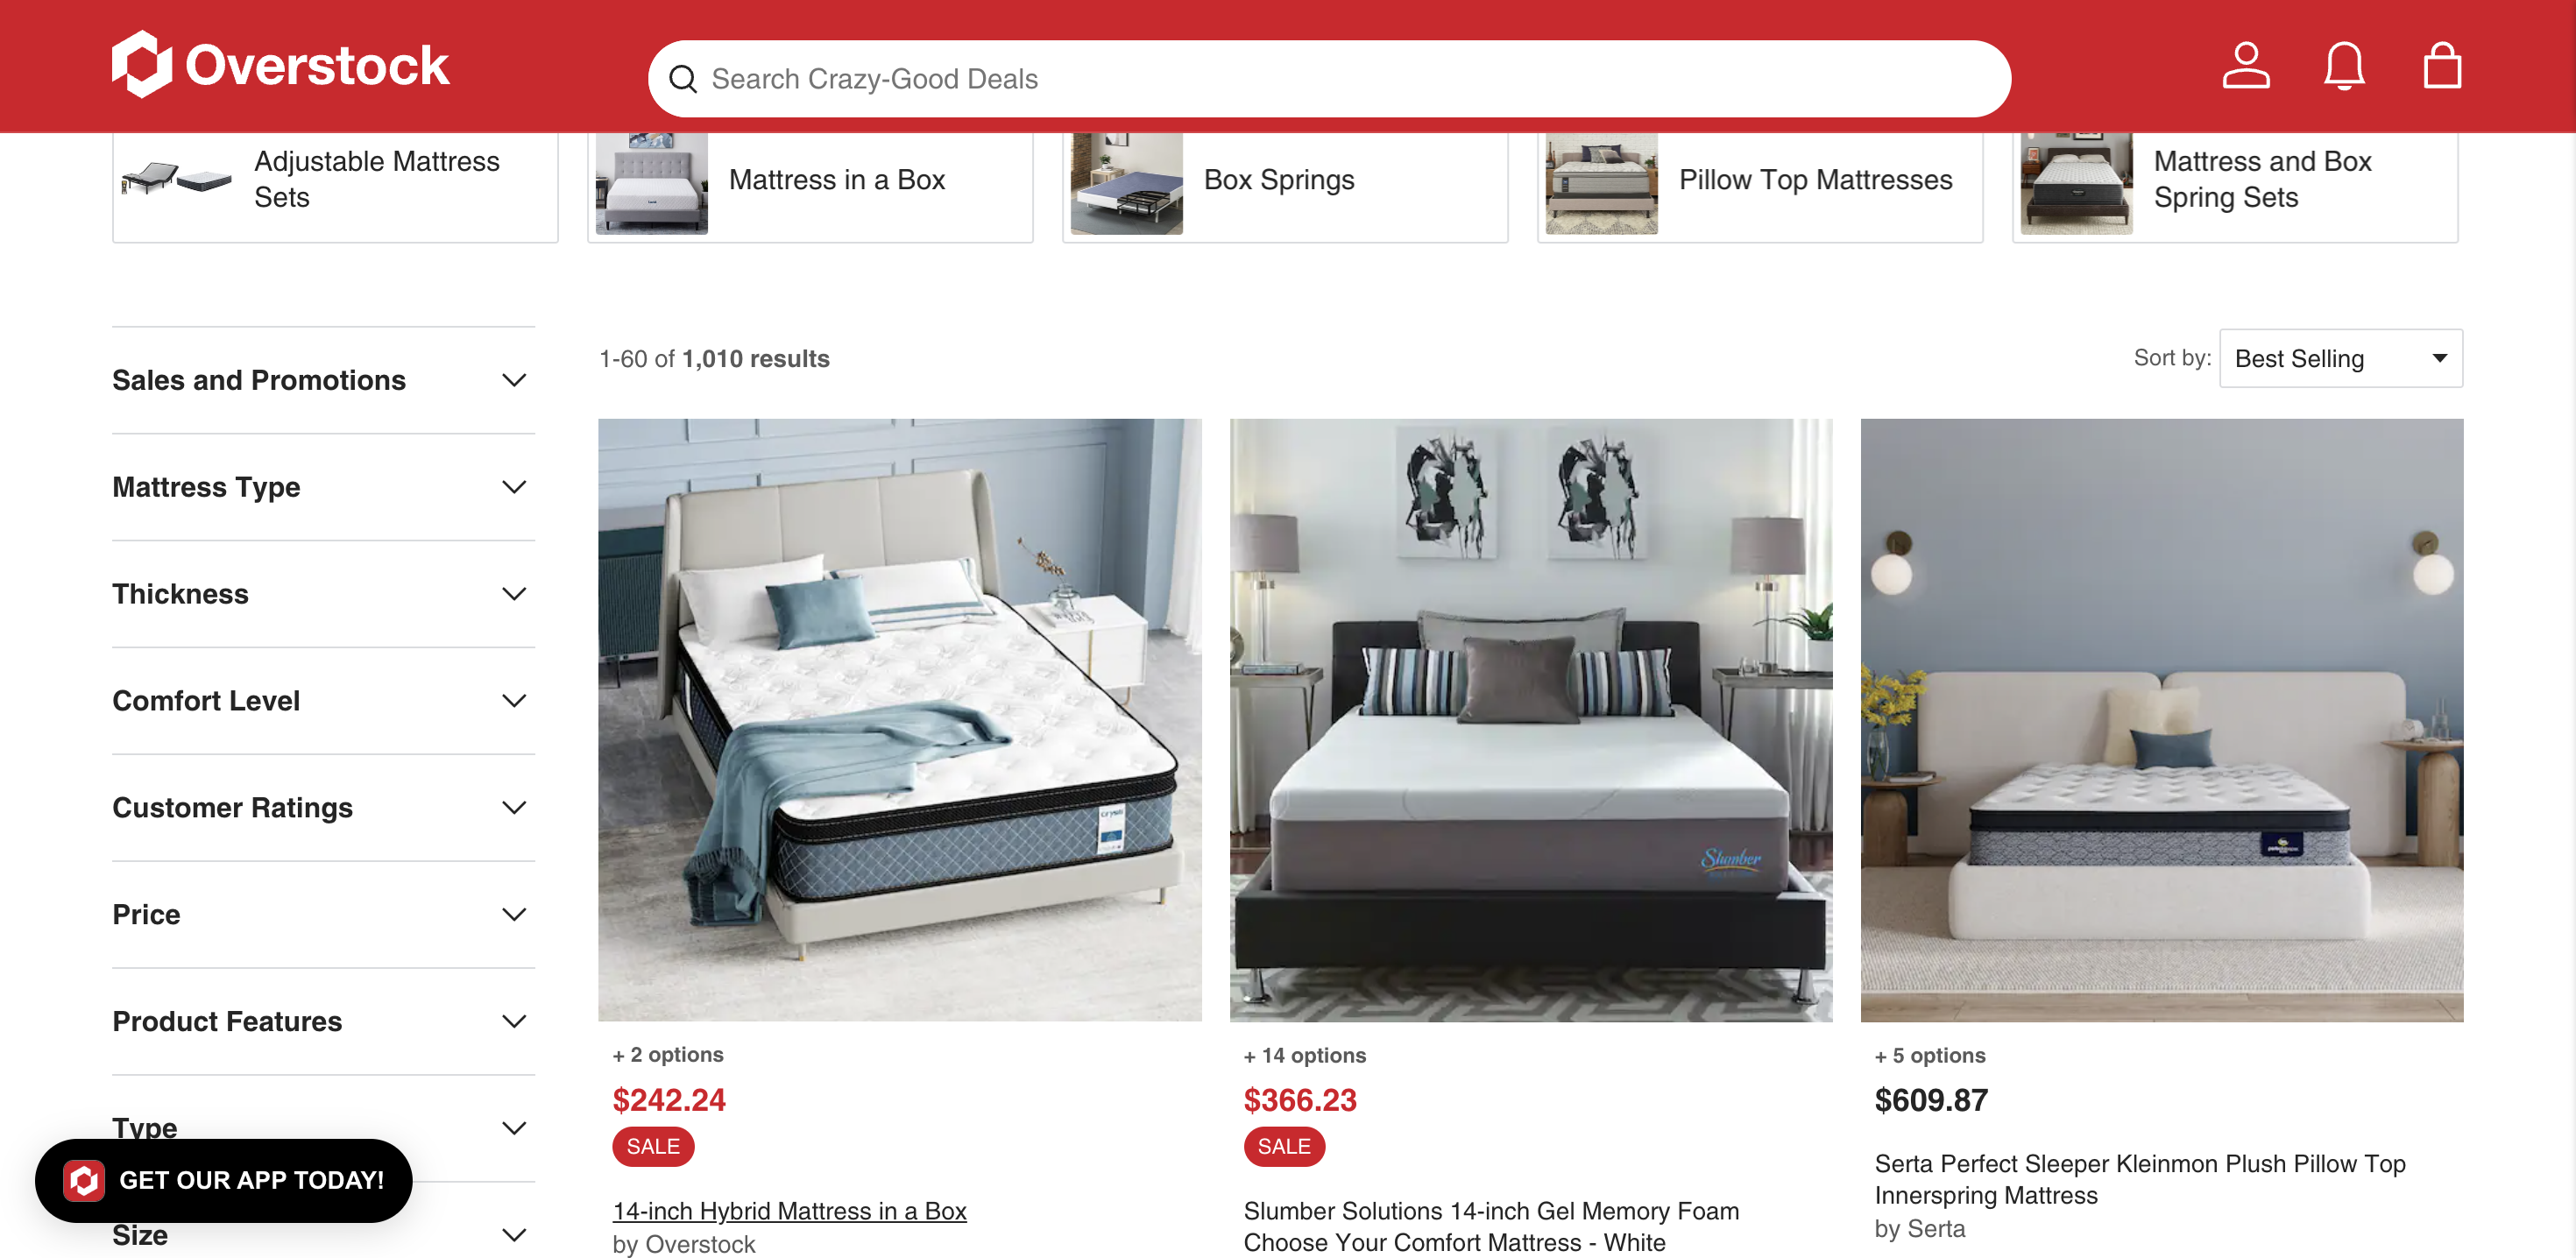 Overstock
Search Crazy-Good Deals
Adjustable Mattress
Sets
Mattress in a Box
Box Springs
Pillow Top Mattresses
Mattress and Box
Spring Sets
1-60 of 1,010 results
Sort by: Best Selling
Sales and Promotions
Mattress Type
Thickness
Comfort Level
Customer Ratings
Price
Product Features
Type
GET OUR APP TODAY!
Size
Slumber
+ 2 options
$242.24
SALE
14-inch Hybrid Mattress in a Box
by Overstock
+ 14 options
$366.23
SALE
Slumber Solutions 14-inch Gel Memory Foam
Choose Your Comfort Mattress - White
+ 5 options
$609.87
Serta Perfect Sleeper Kleinmon Plush Pillow Top
Innerspring Mattress
by Serta